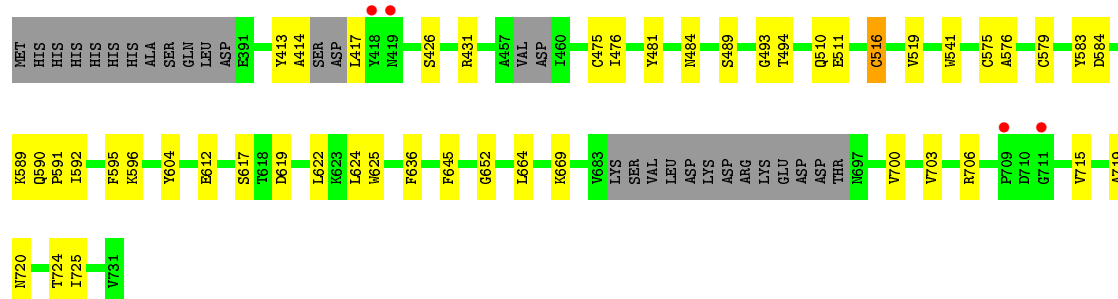 MET HIS HIS HIS HIS HIS HIS ALA SER GLN LEU ASP E391 Y413 A414 SER ASP L417 Y418 N419 S426 R431 A457 VAL ASP I460 C475 I476 Y481 N484 S489 G493 T494 Q510 E511 C516 V519 W541 C575 A576 C579 Y583 D584
K589 Q590 P591 I592 F595 K596 Y604 E612 S617 T618 D619 L622 K623 L624 W625 F636 F645 G652 L664 K669 V683 LYS SER VAL LEU ASP LYS ASP ARG LYS GLU ASP ASP THR N697 V700 V703 R706 P709 D710 G711 V715 A719
N720 T724 I725 V731